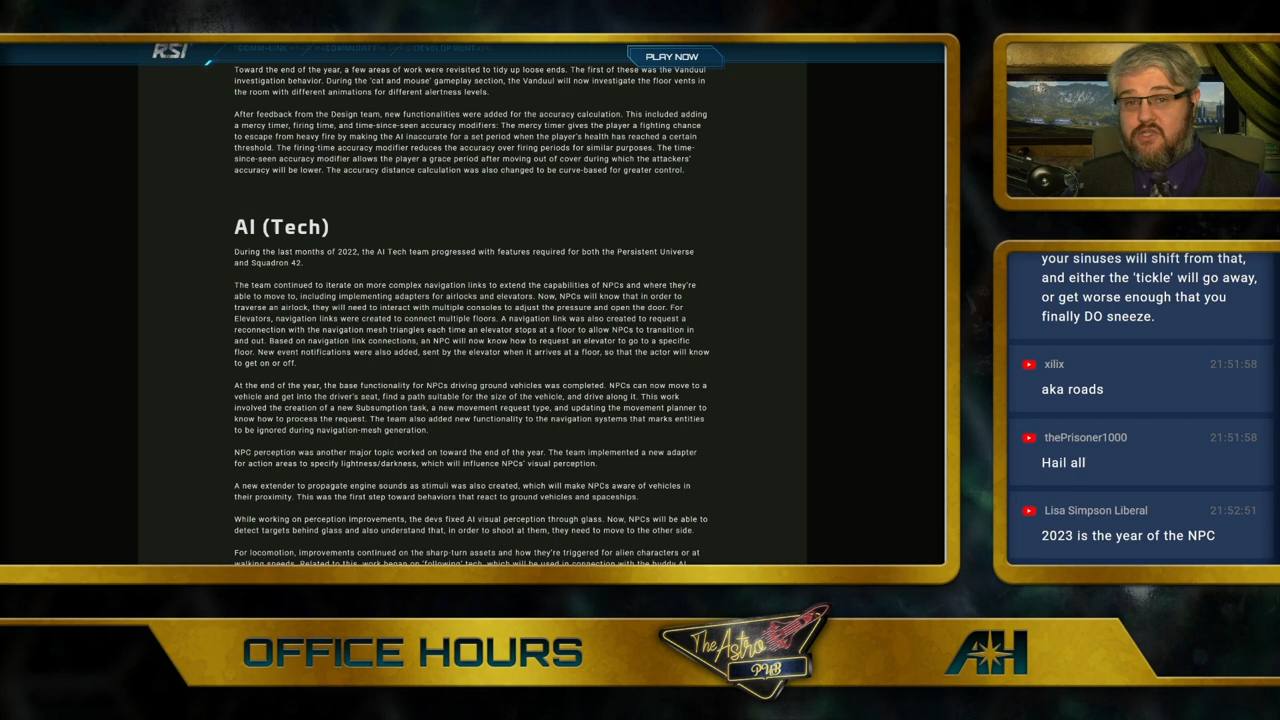 RSI
COMM-LINK
COMMUNITY
DEVELOPMENT
PLAY NOW
Toward the end of the year, a few areas of work were revisited to tidy up loose ends. The first of these was the Vanduul
investigation behavior. During the 'cat and mouse' gameplay section, the Vanduul will now investigate the floor vents in
the room with different animations for different alertness levels.
After feedback from the Design team, new functionalities were added for the accuracy calculation. This included adding
a mercy timer, firing time, and time-since-seen accuracy modifiers: The mercy timer gives the player a fighting chance
to escape from heavy fire by making the AI inaccurate for a set period when the player's health has reached a certain
threshold. The firing-time accuracy modifier reduces the accuracy over firing periods for similar purposes. The time-
since-seen accuracy modifier allows the player a grace period after moving out of cover during which the attackers'
accuracy will be lower. The accuracy distance calculation was also changed to be curve-based for greater control.
AI (Tech)
During the last months of 2022, the AI Tech team progressed with features required for both the Persistent Universe
and Squadron 42.
The team continued to iterate on more complex navigation links to extend the capabilities of NPCs and where they're
able to move to, including implementing adapters for airlocks and elevators. Now, NPCs will know that in order to
traverse an airlock, they will need to interact with multiple consoles to adjust the pressure and open the door. For
Elevators, navigation links were created to connect multiple floors. A navigation link was also created to request a
reconnection with the navigation mesh triangles each time an elevator stops at a floor to allow NPCs to transition in
and out. Based on navigation link connections, an NPC will now know how to request an elevator to go to a specific
floor. New event notifications were also added, sent by the elevator when it arrives at a floor, so that the actor will know
to get on or off.
At the end of the year, the base functionality for NPCs driving ground vehicles was completed. NPCs can now move to a
vehicle and get into the driver's seat, find a path suitable for the size of the vehicle, and drive along it. This work
involved the creation of a new Subsumption task, a new movement request type, and updating the movement planner to
know how to process the request. The team also added new functionality to the navigation systems that marks entities
to be ignored during navigation-mesh generation.
NPC perception was another major topic worked on toward the end of the year. The team implemented a new adapter
for action areas to specify lightness/darkness, which will influence NPCs' visual perception.
A new extender to propagate engine sounds as stimuli was also created, which will make NPCs aware of vehicles in
their proximity. This was the first step toward behaviors that react to ground vehicles and spaceships.
While working on perception improvements, the devs fixed AI visual perception through glass. Now, NPCs will be able to
detect targets behind glass and also understand that, in order to shoot at them, they need to move to the other side.
For locomotion, improvements continued on the sharp-turn assets and how they're triggered for alien characters or at
walking speeds. Related to this, work began on 'following' tech, which will be used in connection with the buddy AI
your sinuses will shift from that,
and either the 'tickle' will go away,
or get worse enough that you
finally DO sneeze.
xilix 21:51:58
aka roads
thePrisoner1000 21:51:58
Hail all
Lisa Simpson Liberal 21:52:51
2023 is the year of the NPC
OFFICE HOURS
The Astro
PUB
AH